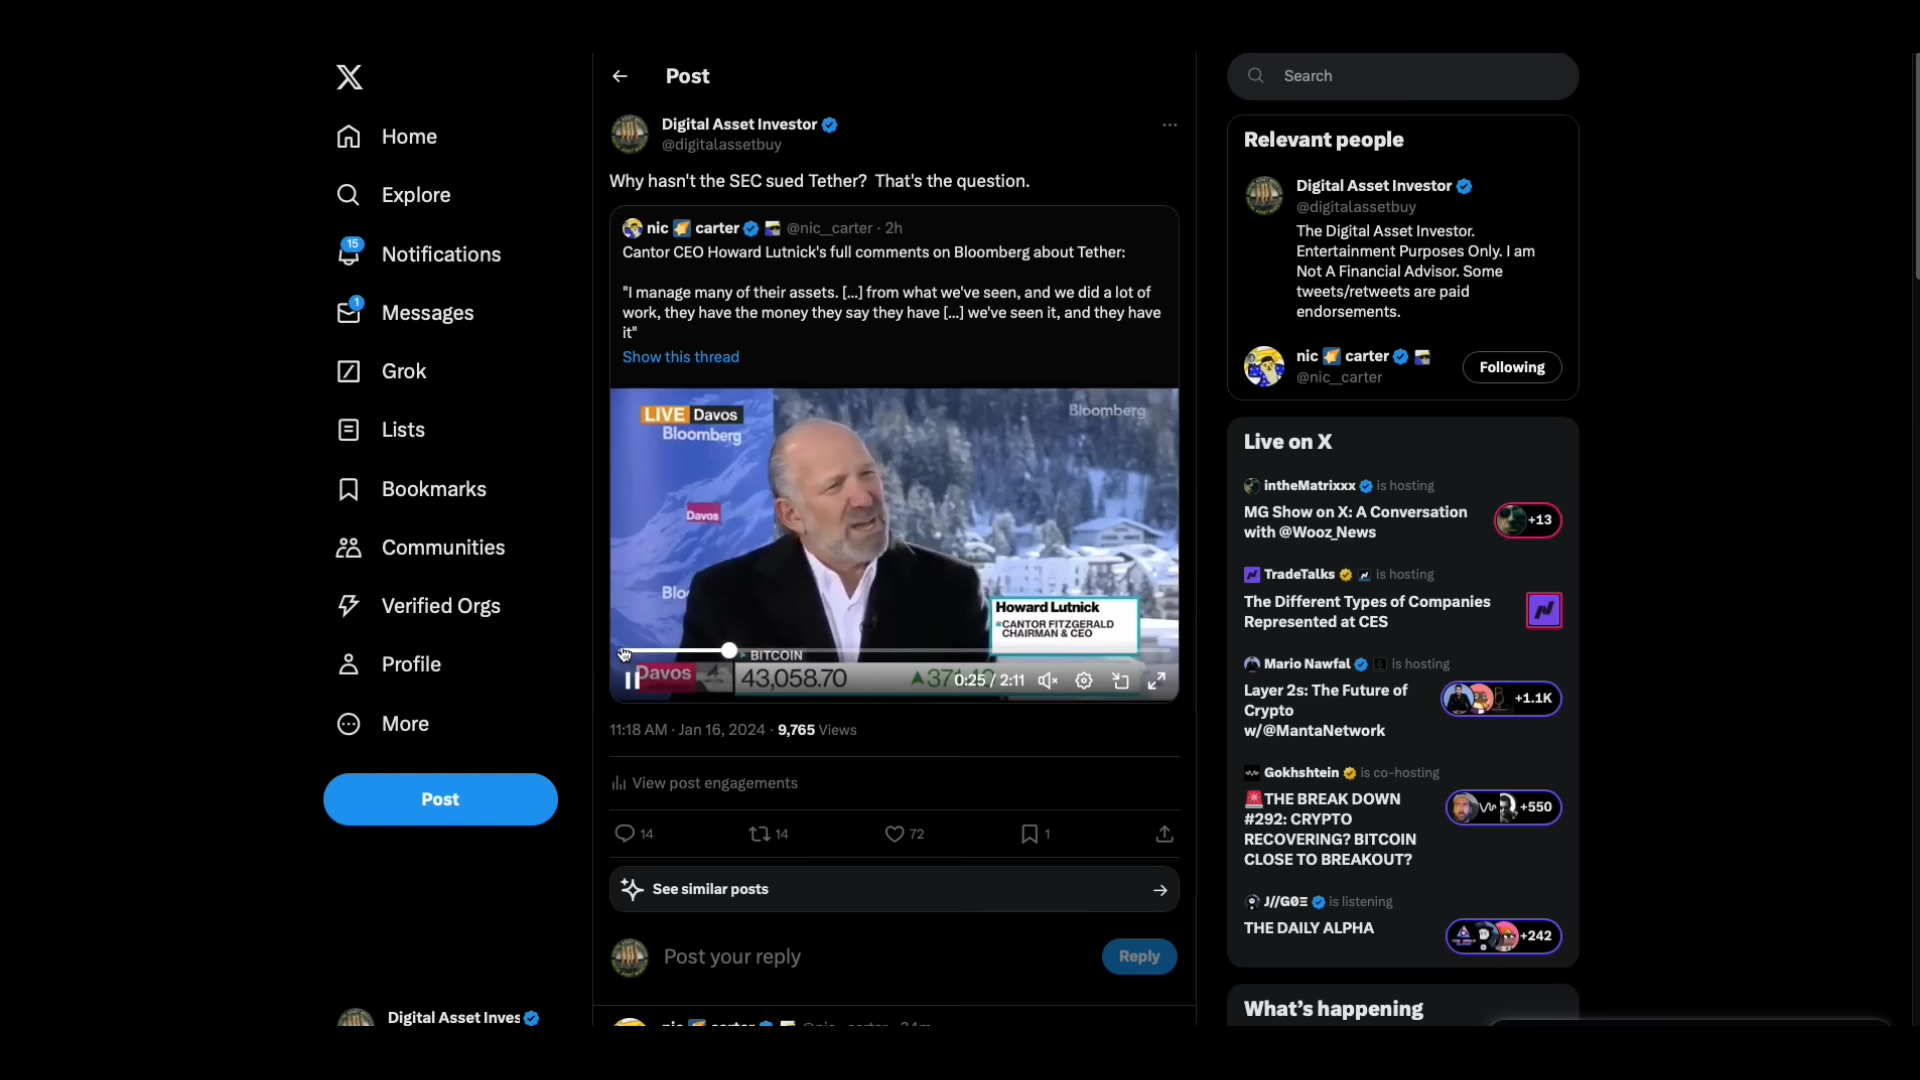 X
Home
Explore
15
Notifications
1
Messages
Grok
Lists
Bookmarks
Communities
Verified Orgs
Profile
More
Post
Digital Asset Inves
Post
Digital Asset Investor
@digitalassetbuy
Why hasn't the SEC sued Tether? That's the question.
nic carter @nic__carter · 2h
Cantor CEO Howard Lutnick's full comments on Bloomberg about Tether:
"I manage many of their assets. [...] from what we've seen, and we did a lot of
work, they have the money they say they have [...] we've seen it, and they have
it"
Show this thread
LIVE Davos
Bloomberg
Bloomberg
Davos
Blo
Howard Lutnick
CANTOR FITZGERALD
CHAIRMAN & CEO
BITCOIN
Davos
43,058.70
0:25 / 2:11
11:18 AM · Jan 16, 2024 · 9,765 Views
View post engagements
14
14
72
1
See similar posts
Post your reply
Reply
Search
Relevant people
Digital Asset Investor
@digitalassetbuy
The Digital Asset Investor.
Entertainment Purposes Only. I am
Not A Financial Advisor. Some
tweets/retweets are paid
endorsements.
nic carter
@nic__carter
Following
Live on X
intheMatrixxx is hosting
MG Show on X: A Conversation
with @Wooz_News
+13
TradeTalks is hosting
The Different Types of Companies
Represented at CES
Mario Nawfal is hosting
Layer 2s: The Future of
Crypto
w/@MantaNetwork
+1.1K
Gokhshtein is co-hosting
🚨THE BREAK DOWN
#292: CRYPTO
RECOVERING? BITCOIN
CLOSE TO BREAKOUT?
+550
J//G0Ξ is listening
THE DAILY ALPHA
+242
What's happening